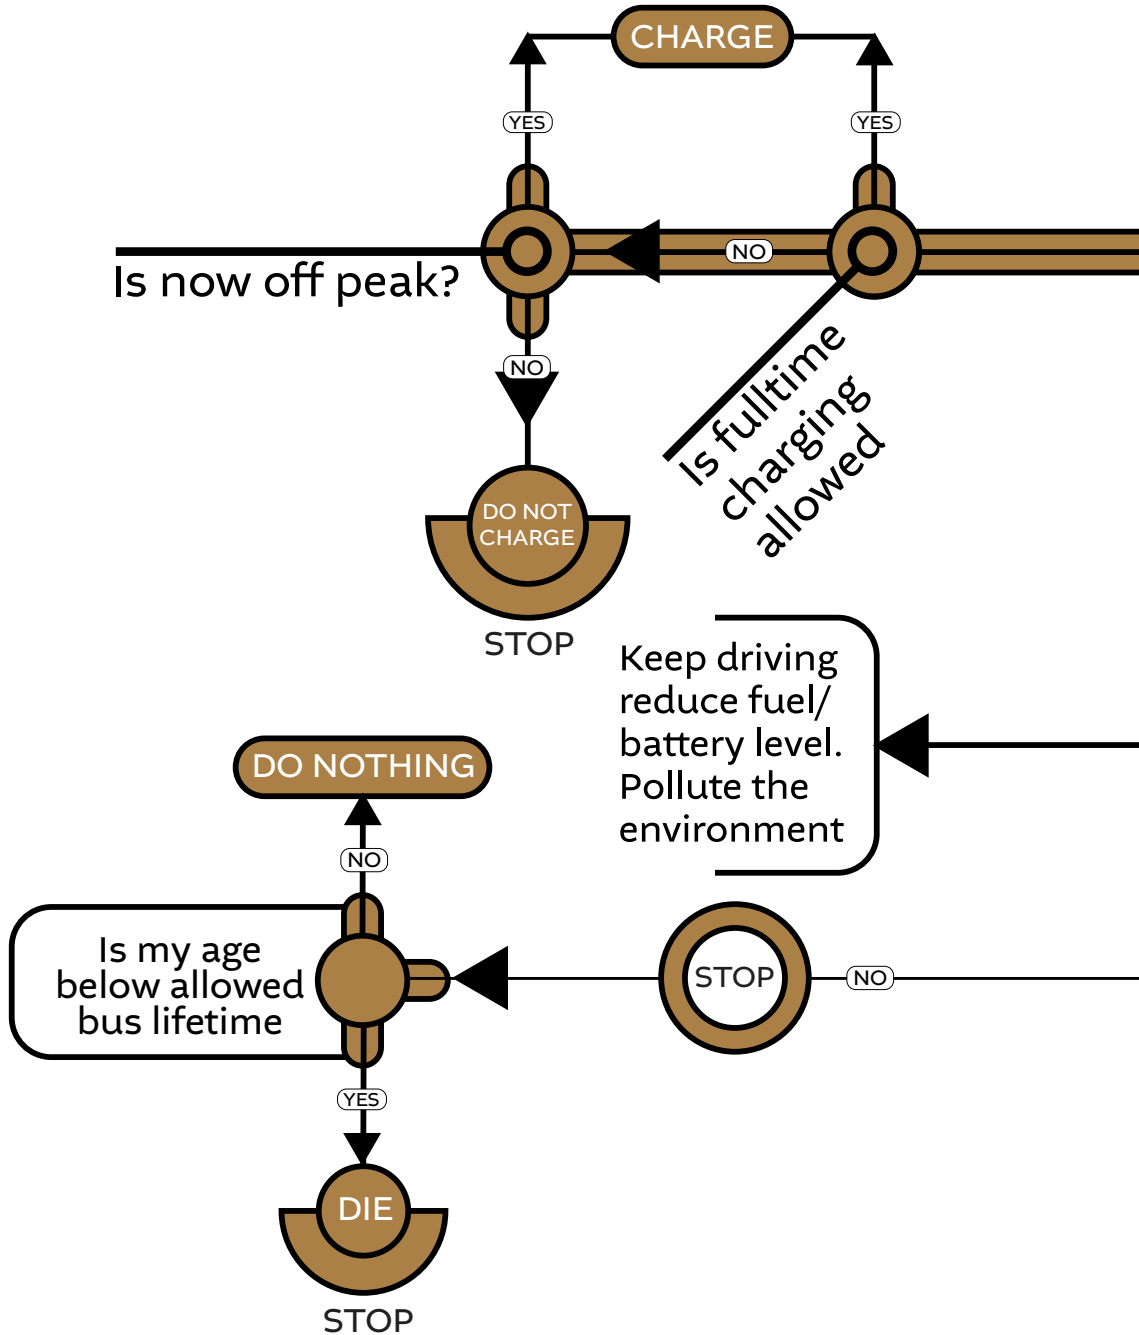 CHARGE
YES
YES
NO
Is now off peak?
Is fulltime
charging
allowed
NO
DO NOT
CHARGE
STOP
Keep driving
reduce fuel/
battery level.
Pollute the
environment
DO NOTHING
NO
Is my age
below allowed
bus lifetime
STOP
NO
YES
DIE
STOP